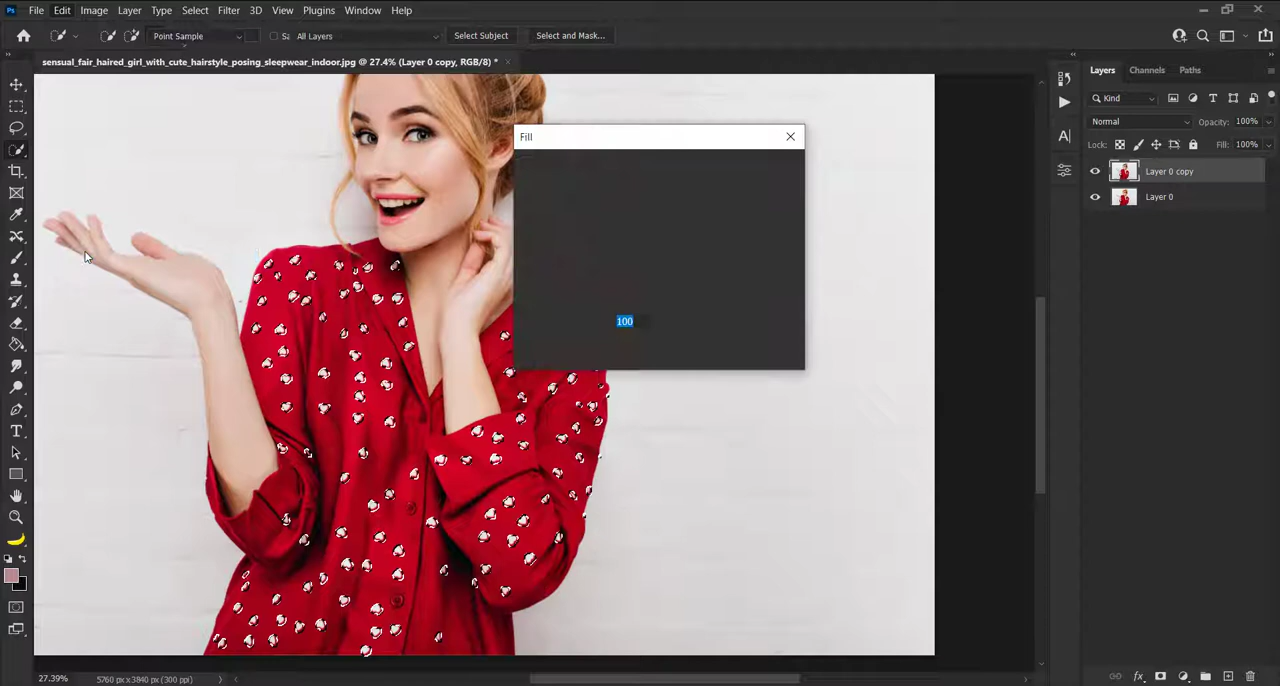 Ps File Edit Image Layer Type Select Filter 3D View Plugins Window Help
Point Sample All Layers Select Subject Select and Mask...
sensual_fair_haired_girl_with_cute_hairstyle_posing_sleepwear_indoor.jpg @ 27.4% (Layer 0 copy, RGB/8) *
Layers Channels Paths
Kind
Normal Opacity: 100%
Lock: Fill: 100%
Layer 0 copy
Layer 0
Fill
100
27.39% 5760 px x 3840 px (300 ppi)